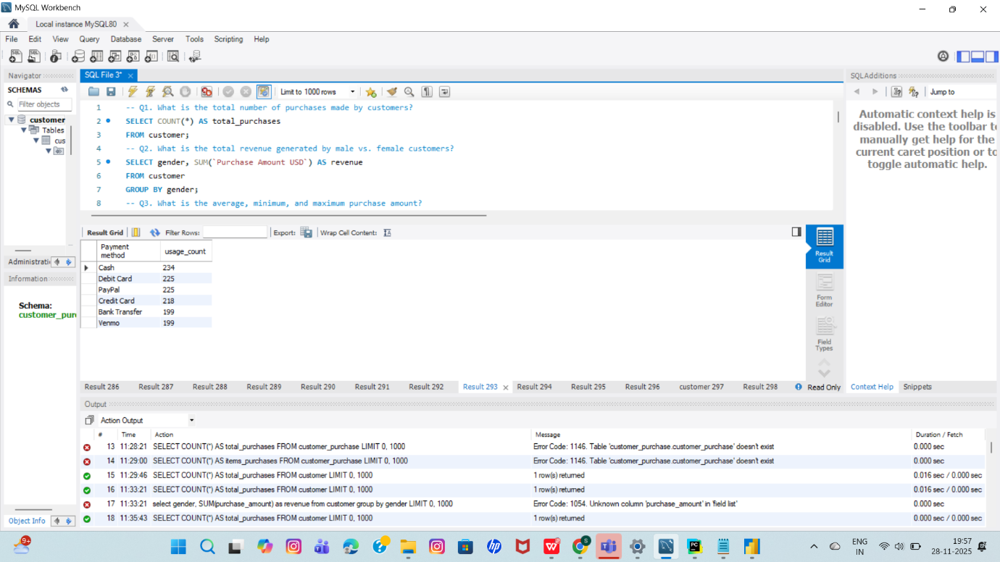 MySQL Workbench
Local instance MySQL80
File Edit View Query Database Server Tools Scripting Help
Navigator
SQL File 3*
SQLAdditions
SCHEMAS
Limit to 1000 rows
Jump to
Filter objects
customer
Tables
cus
1 -- Q1. What is the total number of purchases made by customers?
2 SELECT COUNT(*) AS total_purchases
3 FROM customer;
4 -- Q2. What is the total revenue generated by male vs. female customers?
5 SELECT gender, SUM(`Purchase Amount USD`) AS revenue
6 FROM customer
7 GROUP BY gender;
8 -- Q3. What is the average, minimum, and maximum purchase amount?
Automatic context help is
disabled. Use the toolbar t
manually get help for the
current caret position or to
toggle automatic help.
Result Grid Filter Rows: Export: Wrap Cell Content:
Payment method usage_count
Cash 234
Debit Card 225
PayPal 225
Credit Card 218
Bank Transfer 199
Venmo 199
Result Grid
Form Editor
Field Types
Administrati
Information
Schema:
customer_pur
Result 286 Result 287 Result 288 Result 289 Result 290 Result 291 Result 292 Result 293 Result 294 Result 295 Result 296 customer 297 Result 298 Read Only
Context Help Snippets
Output
Action Output
# Time Action Message Duration / Fetch
13 11:28:21 SELECT COUNT(*) AS total_purchases FROM customer_purchase LIMIT 0, 1000 Error Code: 1146. Table 'customer_purchase.customer_purchase' doesn't exist 0.000 sec
14 11:29:00 SELECT COUNT(*) AS items_purchases FROM customer_purchase LIMIT 0, 1000 Error Code: 1146. Table 'customer_purchase.customer_purchase' doesn't exist 0.000 sec
15 11:29:46 SELECT COUNT(*) AS total_purchases FROM customer LIMIT 0, 1000 1 row(s) returned 0.016 sec / 0.000 sec
16 11:33:21 SELECT COUNT(*) AS total_purchases FROM customer LIMIT 0, 1000 1 row(s) returned 0.016 sec / 0.000 sec
17 11:33:21 select gender, SUM(purchase_amount) as revenue from customer group by gender LIMIT 0, 1000 Error Code: 1054. Unknown column 'purchase_amount' in 'field list' 0.000 sec
18 11:35:43 SELECT COUNT(*) AS total_purchases FROM customer LIMIT 0, 1000 1 row(s) returned 0.000 sec / 0.000 sec
Object Info
9+
ENG
IN
19:57
28-11-2025